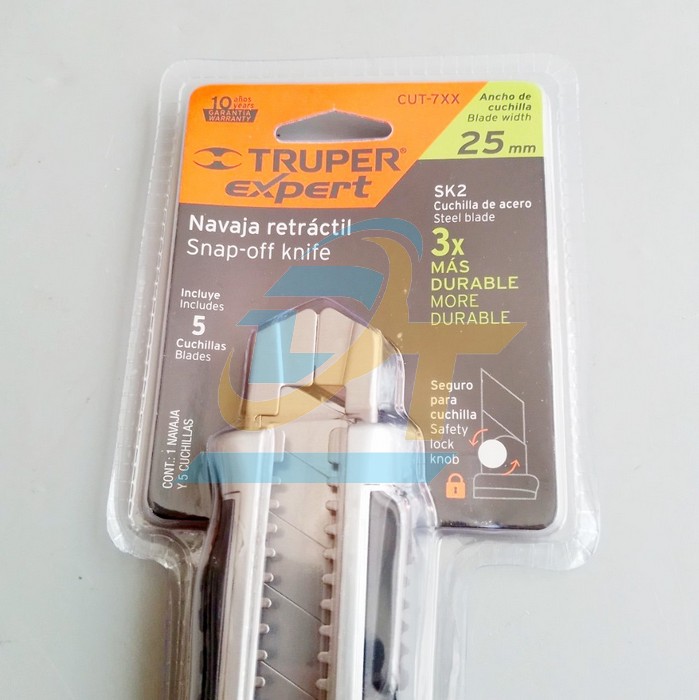 10 años
years
GARANTÍA
WARRANTY
CUT-7XX
Ancho de
cuchilla
Blade width
25 mm
TRUPER®
expert
Navaja retráctil
Snap-off knife
SK2
Cuchilla de acero
Steel blade
3x
MÁS
DURABLE
MORE
DURABLE
Incluye
Includes
5
Cuchillas
Blades
Seguro
para
cuchilla
Safety
lock
knob
CONT.: 1 NAVAJA
Y 5 CUCHILLAS